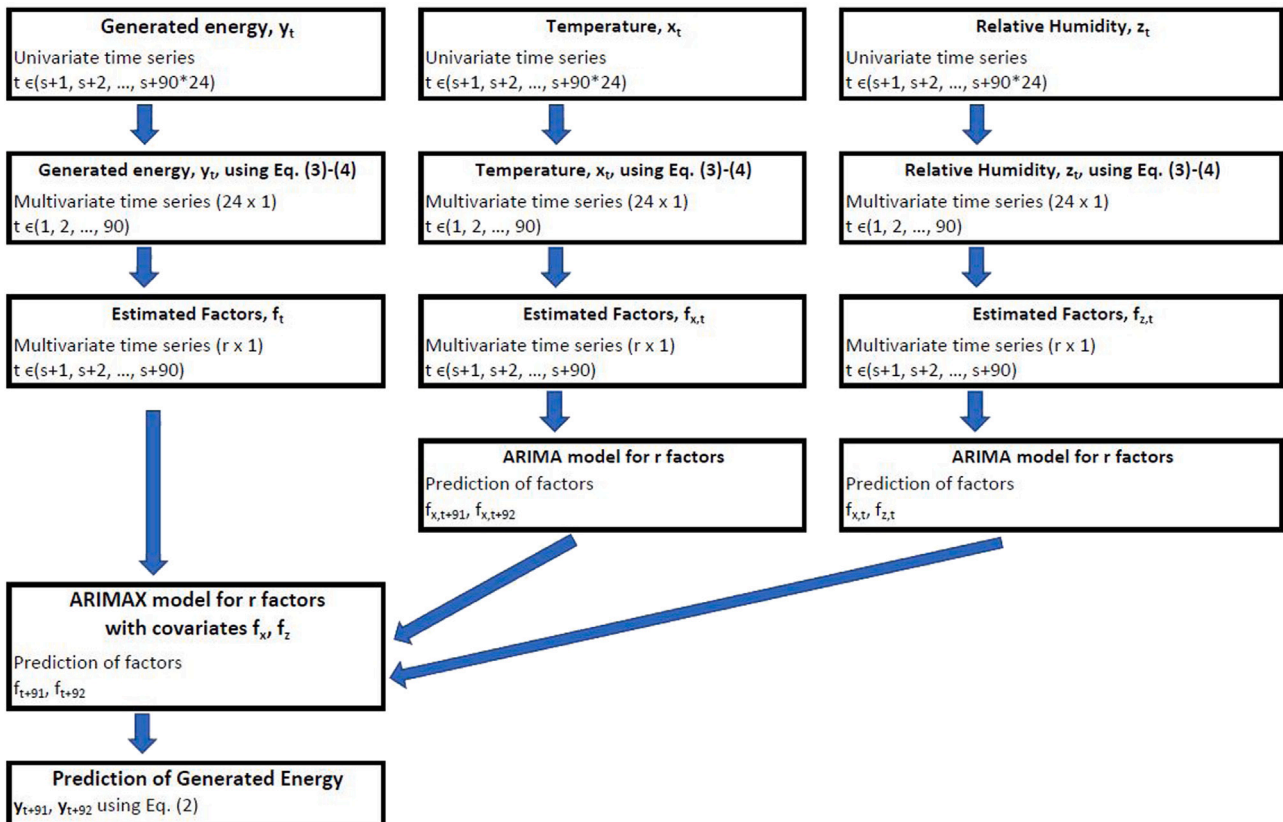 Generated energy, yt
Univariate time series
t ϵ(s+1, s+2, ..., s+90*24)
Temperature, xt
Univariate time series
t ϵ(s+1, s+2, ..., s+90*24)
Relative Humidity, zt
Univariate time series
t ϵ(s+1, s+2, ..., s+90*24)
Generated energy, yt, using Eq. (3)-(4)
Multivariate time series (24 x 1)
t ϵ(1, 2, ..., 90)
Temperature, xt, using Eq. (3)-(4)
Multivariate time series (24 x 1)
t ϵ(1, 2, ..., 90)
Relative Humidity, zt, using Eq. (3)-(4)
Multivariate time series (24 x 1)
t ϵ(1, 2, ..., 90)
Estimated Factors, ft
Multivariate time series (r x 1)
t ϵ(s+1, s+2, ..., s+90)
Estimated Factors, fx,t
Multivariate time series (r x 1)
t ϵ(s+1, s+2, ..., s+90)
Estimated Factors, fz,t
Multivariate time series (r x 1)
t ϵ(s+1, s+2, ..., s+90)
ARIMA model for r factors
Prediction of factors
fx,t+91, fx,t+92
ARIMA model for r factors
Prediction of factors
fx,t, fz,t
ARIMAX model for r factors
with covariates fx, fz
Prediction of factors
ft+91, ft+92
Prediction of Generated Energy
yt+91, yt+92 using Eq. (2)